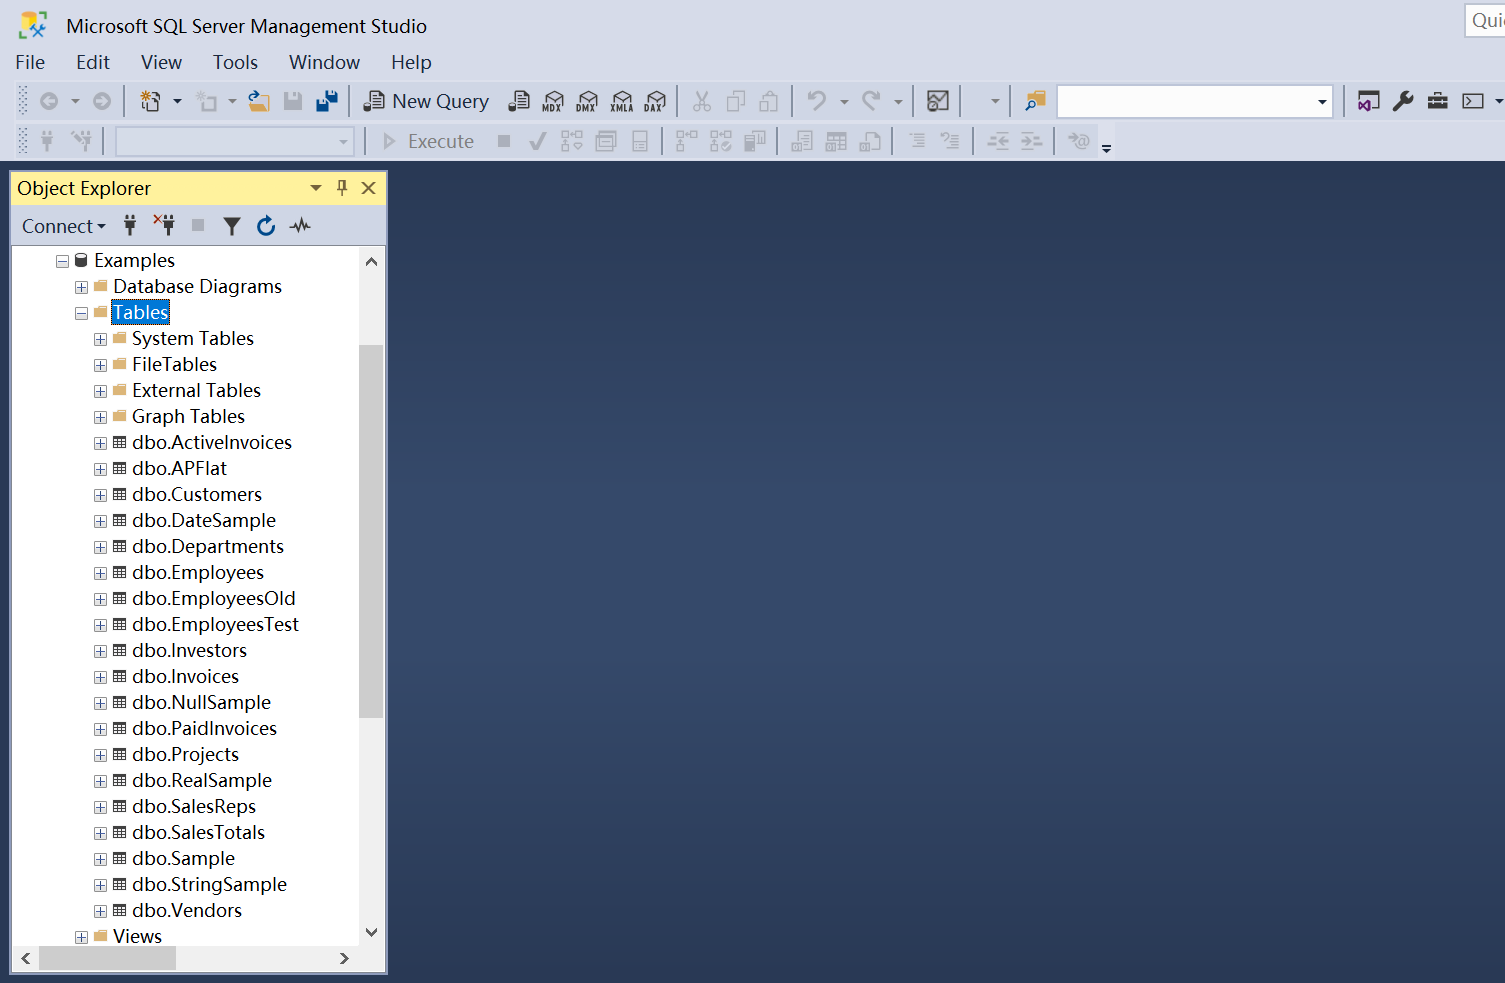 Microsoft SQL Server Management Studio
Quic
File Edit View Tools Window Help
New Query MDX DMX XMLA DAX
Execute
Object Explorer
Connect
Examples
Database Diagrams
Tables
System Tables
FileTables
External Tables
Graph Tables
dbo.ActiveInvoices
dbo.APFlat
dbo.Customers
dbo.DateSample
dbo.Departments
dbo.Employees
dbo.EmployeesOld
dbo.EmployeesTest
dbo.Investors
dbo.Invoices
dbo.NullSample
dbo.PaidInvoices
dbo.Projects
dbo.RealSample
dbo.SalesReps
dbo.SalesTotals
dbo.Sample
dbo.StringSample
dbo.Vendors
Views